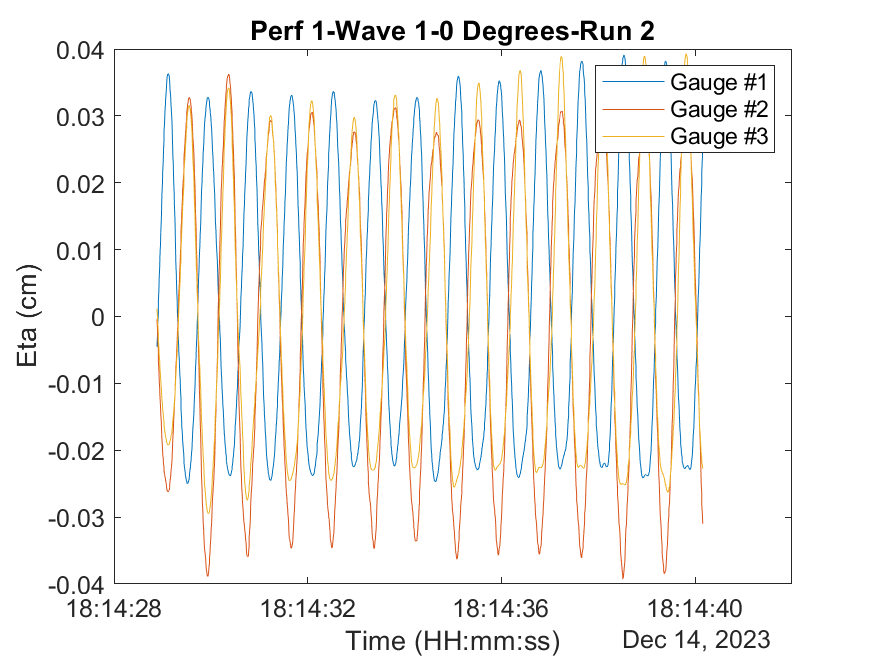 Perf 1-Wave 1-0 Degrees-Run 2
0.04
0.03
0.02
0.01
0
-0.01
-0.02
-0.03
-0.04
Eta (cm)
Gauge #1
Gauge #2
Gauge #3
18:14:28
18:14:32
18:14:36
18:14:40
Time (HH:mm:ss)
Dec 14, 2023